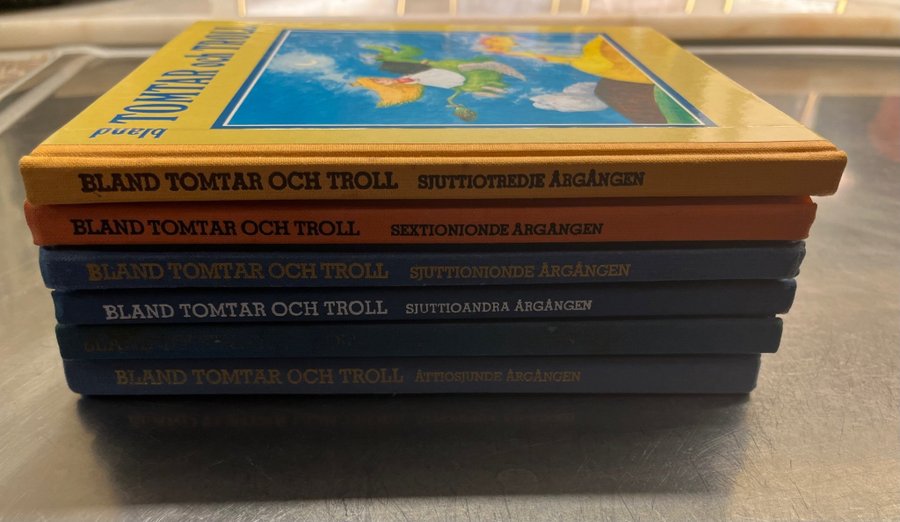 bland
TOMTAR och TROLL
BLAND TOMTAR OCH TROLL SJUTTIOTREDJE ÅRGÅNGEN
BLAND TOMTAR OCH TROLL SEXTIONIONDE ÅRGÅNGEN
BLAND TOMTAR OCH TROLL SJUTTIONIONDE ÅRGÅNGEN
BLAND TOMTAR OCH TROLL SJUTTIOANDRA ÅRGÅNGEN
BLAND TOMTAR OCH TROLL ÅTTIOSJUNDE ÅRGÅNGEN